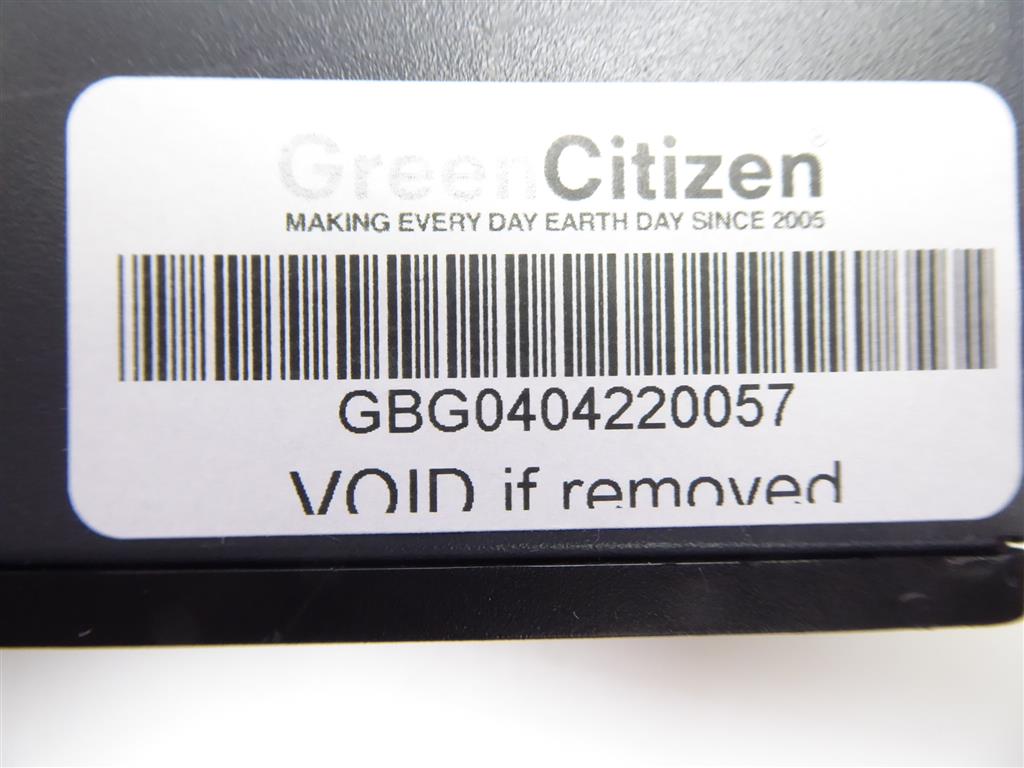 GreenCitizen
MAKING EVERY DAY EARTH DAY SINCE 2005
GBG0404220057
VOID if removed